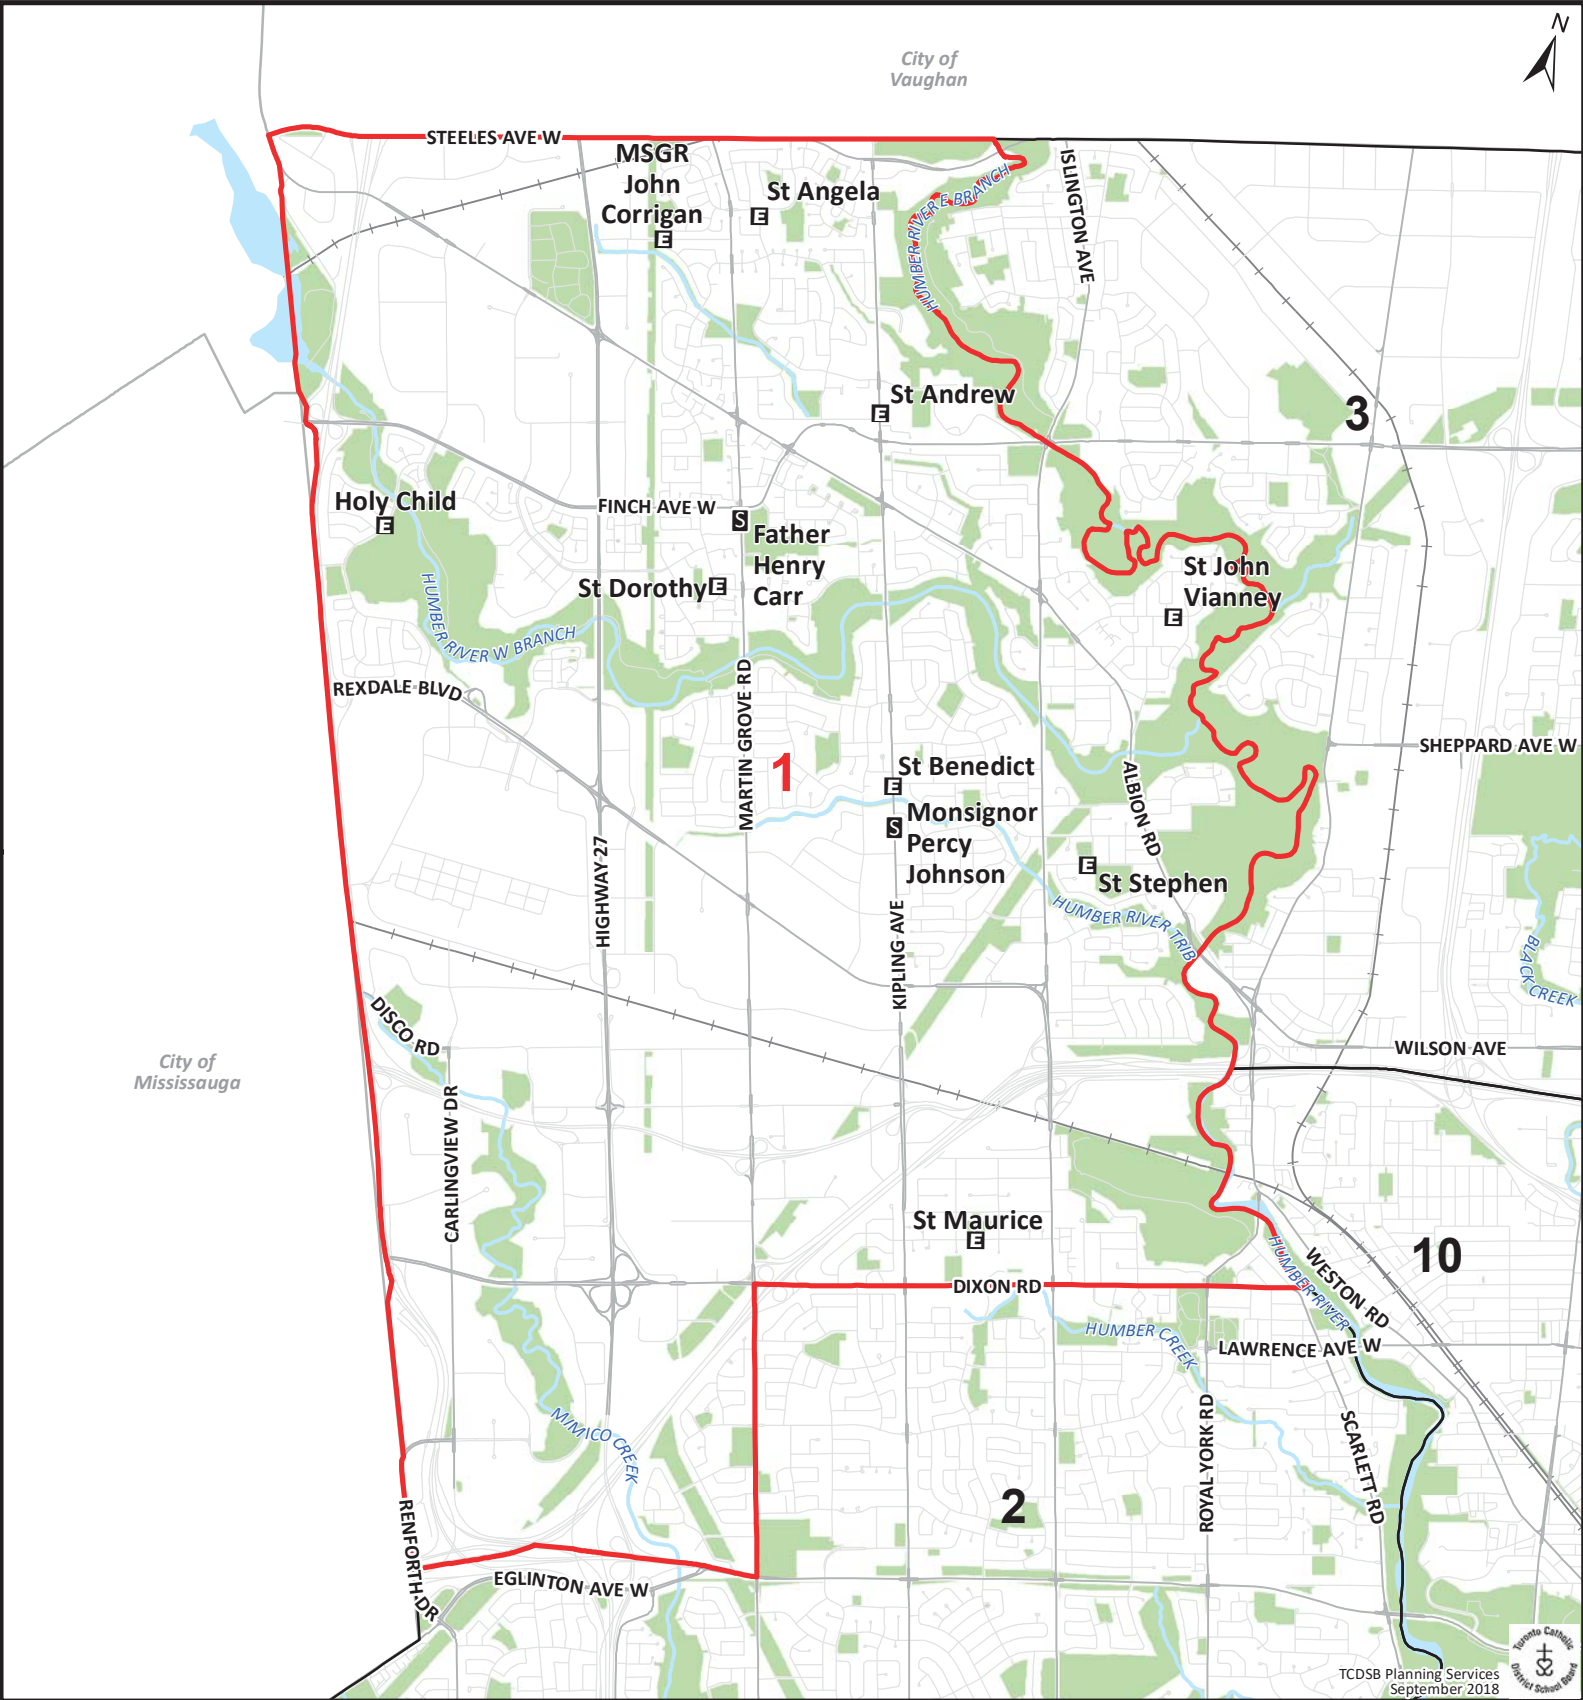 N
City of
Vaughan
STEELES AVE W
MSGR
John
Corrigan
E
St Angela
E
HUMBER RIVER E BRANCH
ISLINGTON AVE
St Andrew
E
3
Holy Child
E
FINCH AVE W
S
Father
Henry
Carr
St Dorothy E
St John
Vianney
E
HUMBER RIVER W BRANCH
REXDALE BLVD
MARTIN GROVE RD
1
SHEPPARD AVE W
St Benedict
E
S
Monsignor
Percy
Johnson
ALBION RD
E
St Stephen
HIGHWAY 27
KIPLING AVE
HUMBER RIVER TRIB
BLACK CREEK
DISCO RD
City of
Mississauga
WILSON AVE
CARLINGVIEW DR
St Maurice
E
10
DIXON RD
HUMBER RIVER
WESTON RD
HUMBER CREEK
LAWRENCE AVE W
MIMICO CREEK
ROYAL YORK RD
SCARLETT RD
2
RENFORTH DR
EGLINTON AVE W
TCDSB Planning Services
September 2018
Toronto Catholic
District School Board